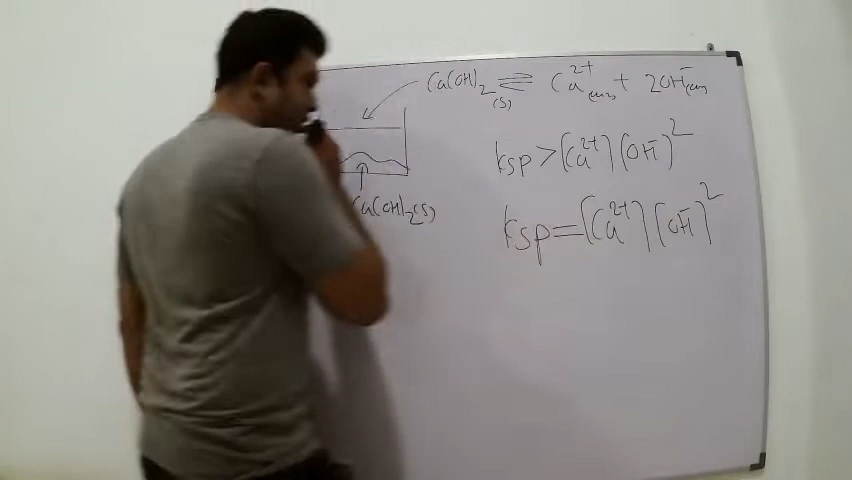 Ca(OH)₂(s) ⇌ Ca²⁺(aq) + 2OH⁻(aq)
Ksp > [Ca²⁺] [OH⁻]²
Ca(OH)₂(s)
Ksp = [Ca²⁺] [OH⁻]²